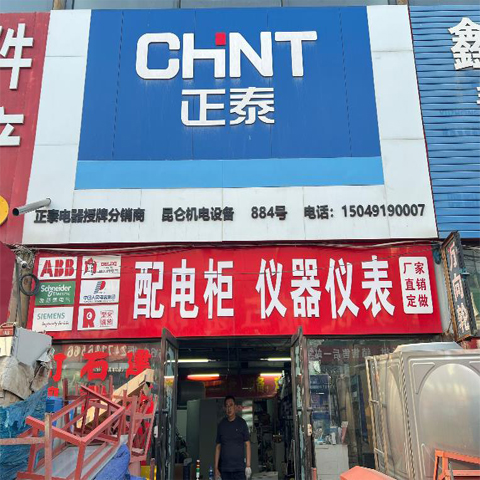 CHNT
正泰
正泰电器授牌分销商 昆仑机电设备 884号 电话：15049190007
件
鑫
ABB
Schneider
SIEMENS
配电柜 仪器仪表
厂家
直销
定做